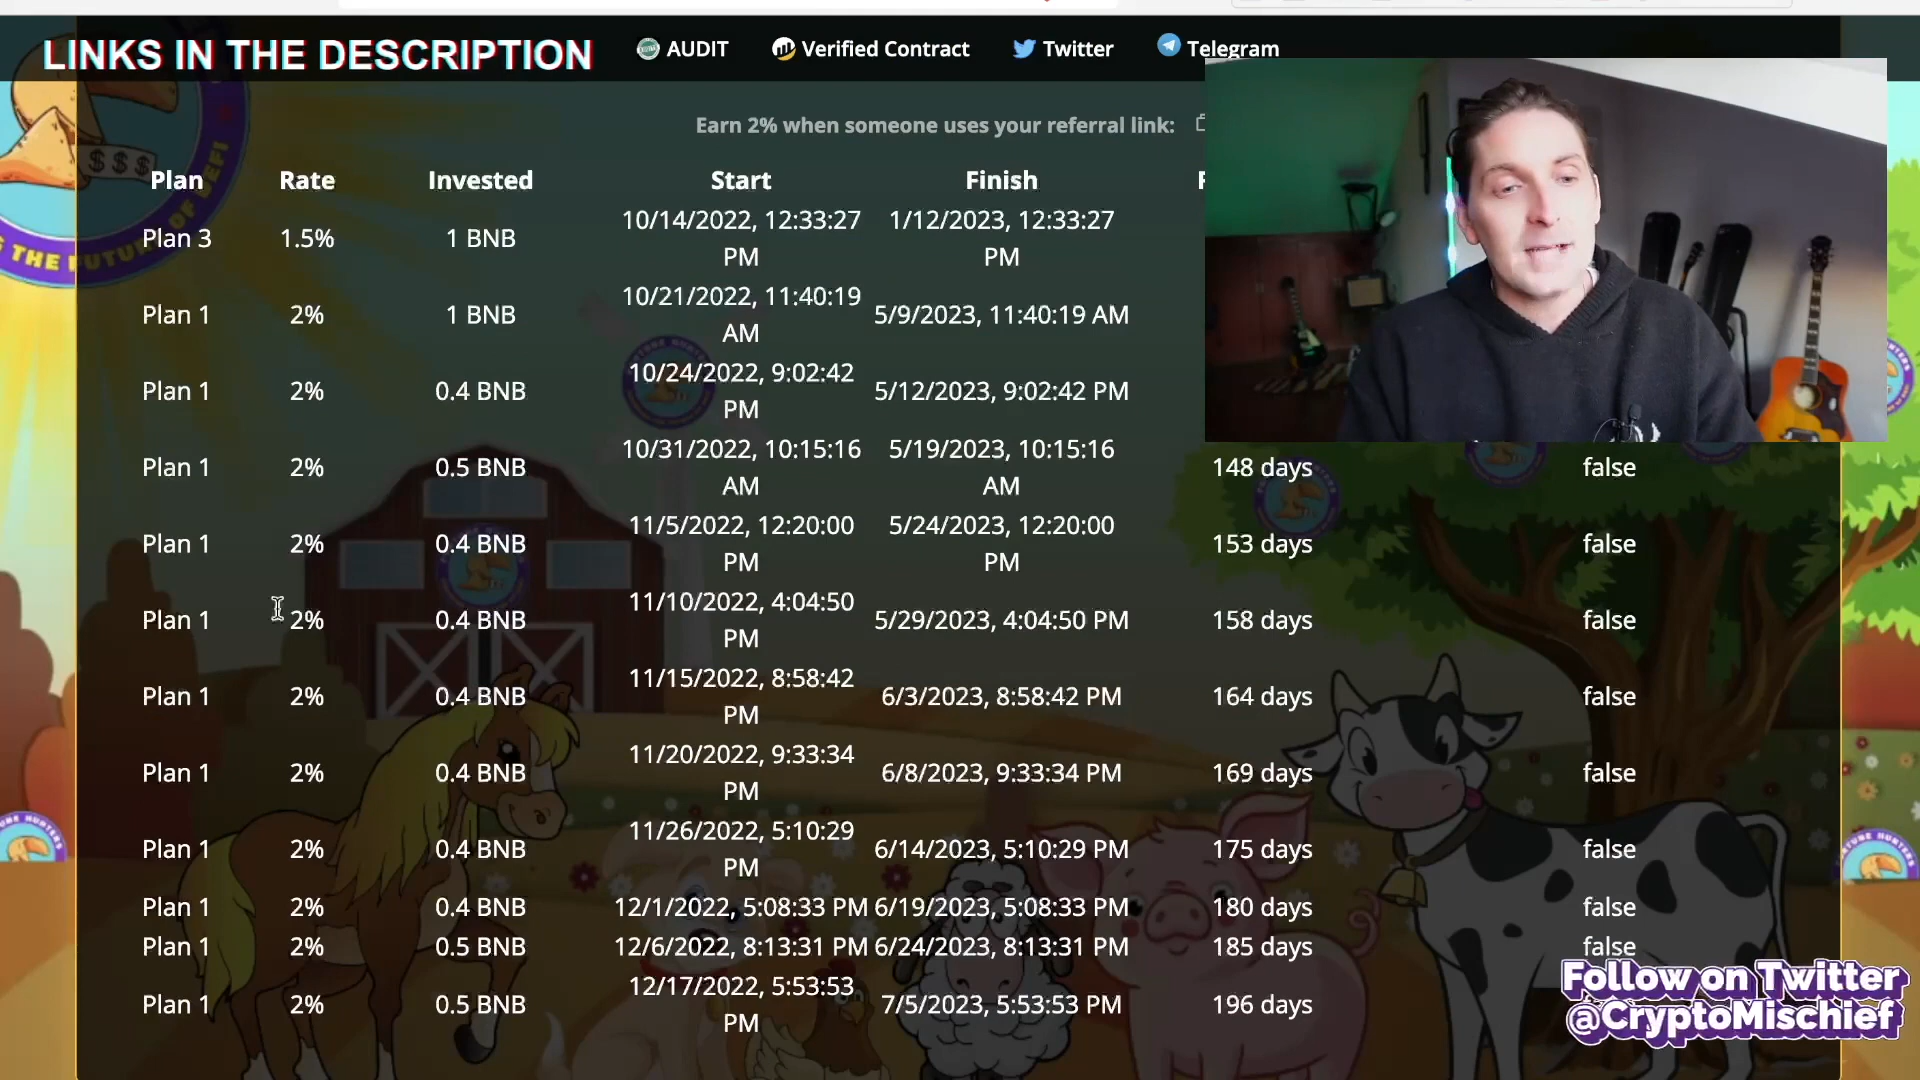 LINKS IN THE DESCRIPTION
AUDIT
Verified Contract
Twitter
Telegram
Earn 2% when someone uses your referral link:
Plan Rate Invested Start Finish
Plan 3 1.5% 1 BNB 10/14/2022, 12:33:27 PM 1/12/2023, 12:33:27 PM
Plan 1 2% 1 BNB 10/21/2022, 11:40:19 AM 5/9/2023, 11:40:19 AM
Plan 1 2% 0.4 BNB 10/24/2022, 9:02:42 PM 5/12/2023, 9:02:42 PM
Plan 1 2% 0.5 BNB 10/31/2022, 10:15:16 AM 5/19/2023, 10:15:16 AM 148 days false
Plan 1 2% 0.4 BNB 11/5/2022, 12:20:00 PM 5/24/2023, 12:20:00 PM 153 days false
Plan 1 2% 0.4 BNB 11/10/2022, 4:04:50 PM 5/29/2023, 4:04:50 PM 158 days false
Plan 1 2% 0.4 BNB 11/15/2022, 8:58:42 PM 6/3/2023, 8:58:42 PM 164 days false
Plan 1 2% 0.4 BNB 11/20/2022, 9:33:34 PM 6/8/2023, 9:33:34 PM 169 days false
Plan 1 2% 0.4 BNB 11/26/2022, 5:10:29 PM 6/14/2023, 5:10:29 PM 175 days false
Plan 1 2% 0.4 BNB 12/1/2022, 5:08:33 PM 6/19/2023, 5:08:33 PM 180 days false
Plan 1 2% 0.5 BNB 12/6/2022, 8:13:31 PM 6/24/2023, 8:13:31 PM 185 days false
Plan 1 2% 0.5 BNB 12/17/2022, 5:53:53 PM 7/5/2023, 5:53:53 PM 196 days
Follow on Twitter
@CryptoMischief